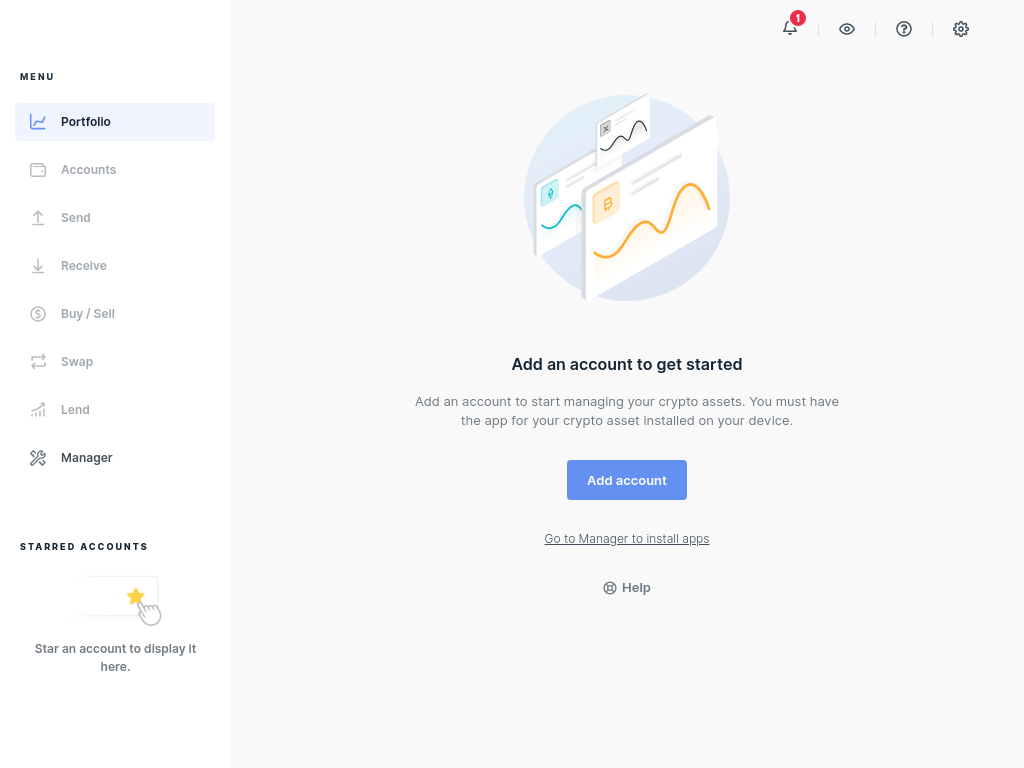 1
MENU
Portfolio
Accounts
Send
Receive
Buy / Sell
Swap
Lend
Manager
STARRED ACCOUNTS
Star an account to display it
here.
Add an account to get started
Add an account to start managing your crypto assets. You must have
the app for your crypto asset installed on your device.
Add account
Go to Manager to install apps
Help